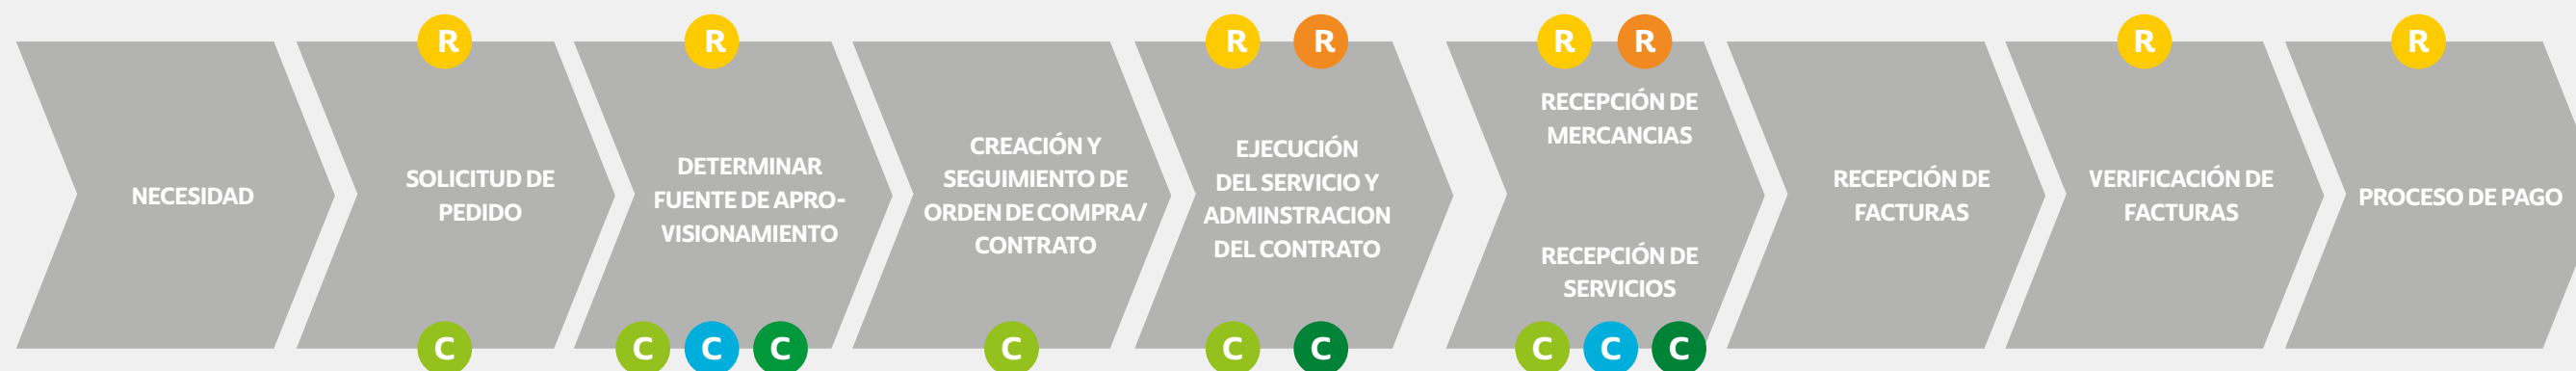 R
R
R
R
R
R
R
R
NECESIDAD
SOLICITUD DE
PEDIDO
DETERMINAR
FUENTE DE APRO-
VISIONAMIENTO
CREACIÓN Y
SEGUIMIENTO DE
ORDEN DE COMPRA/
CONTRATO
EJECUCIÓN
DEL SERVICIO Y
ADMINSTRACION
DEL CONTRATO
RECEPCIÓN DE
MERCANCIAS
RECEPCIÓN DE
SERVICIOS
RECEPCIÓN DE
FACTURAS
VERIFICACIÓN DE
FACTURAS
PROCESO DE PAGO
C
C
C
C
C
C
C
C
C
C